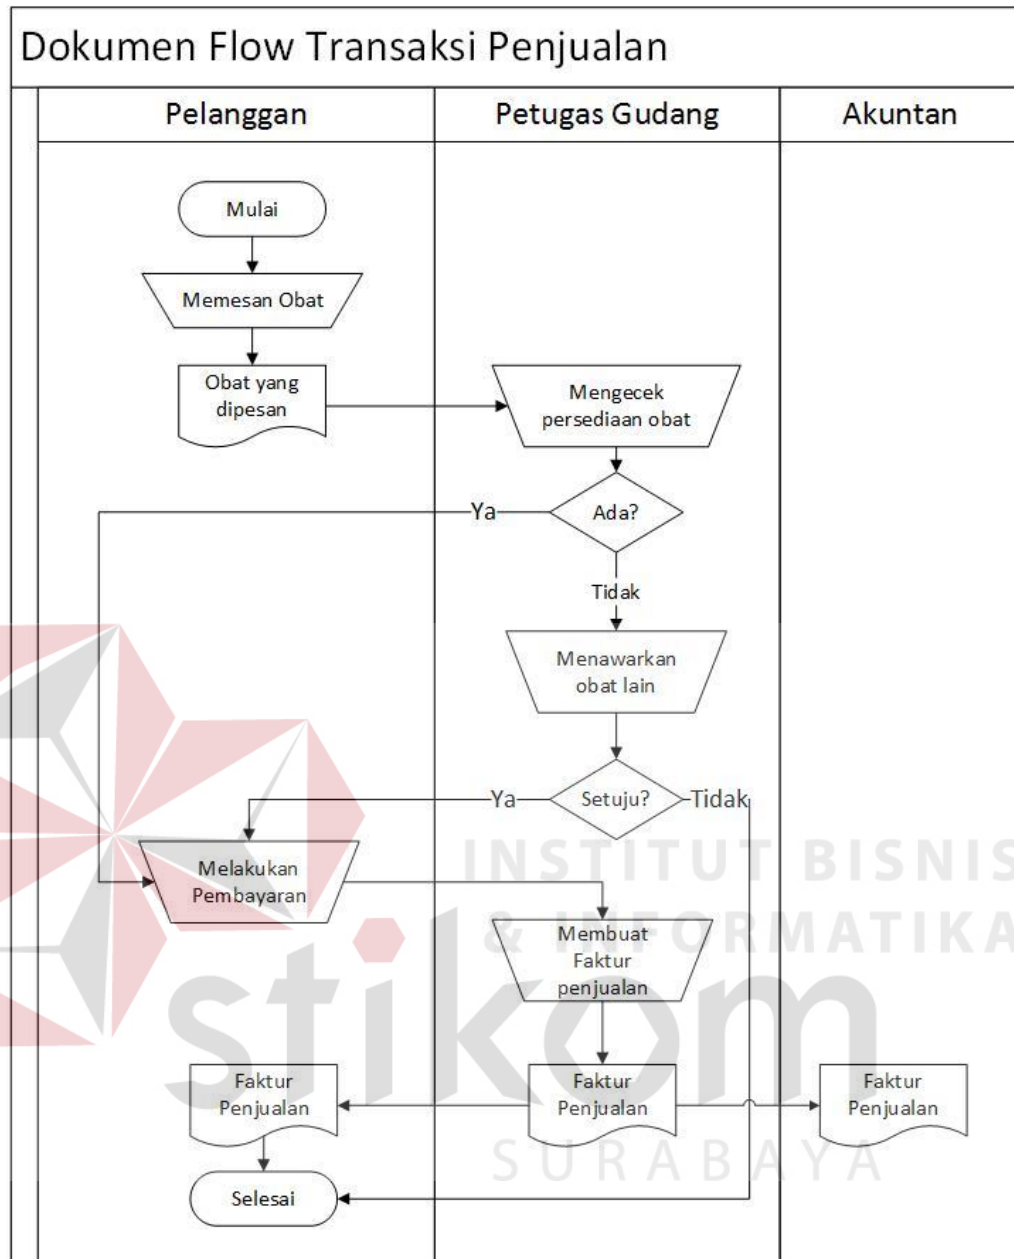 Dokumen Flow Transaksi Penjualan
Pelanggan
Petugas Gudang
Akuntan
Mulai
Memesan Obat
Obat yang
dipesan
Mengecek
persediaan obat
Ya
Ada?
Tidak
Menawarkan
obat lain
Ya
Setuju?
Tidak
Melakukan
Pembayaran
INSTITUT BISNIS
& INFORMATIKA
Membuat
Faktur
penjualan
stikom
Faktur
Penjualan
Faktur
Penjualan
Faktur
Penjualan
SURABAYA
Selesai